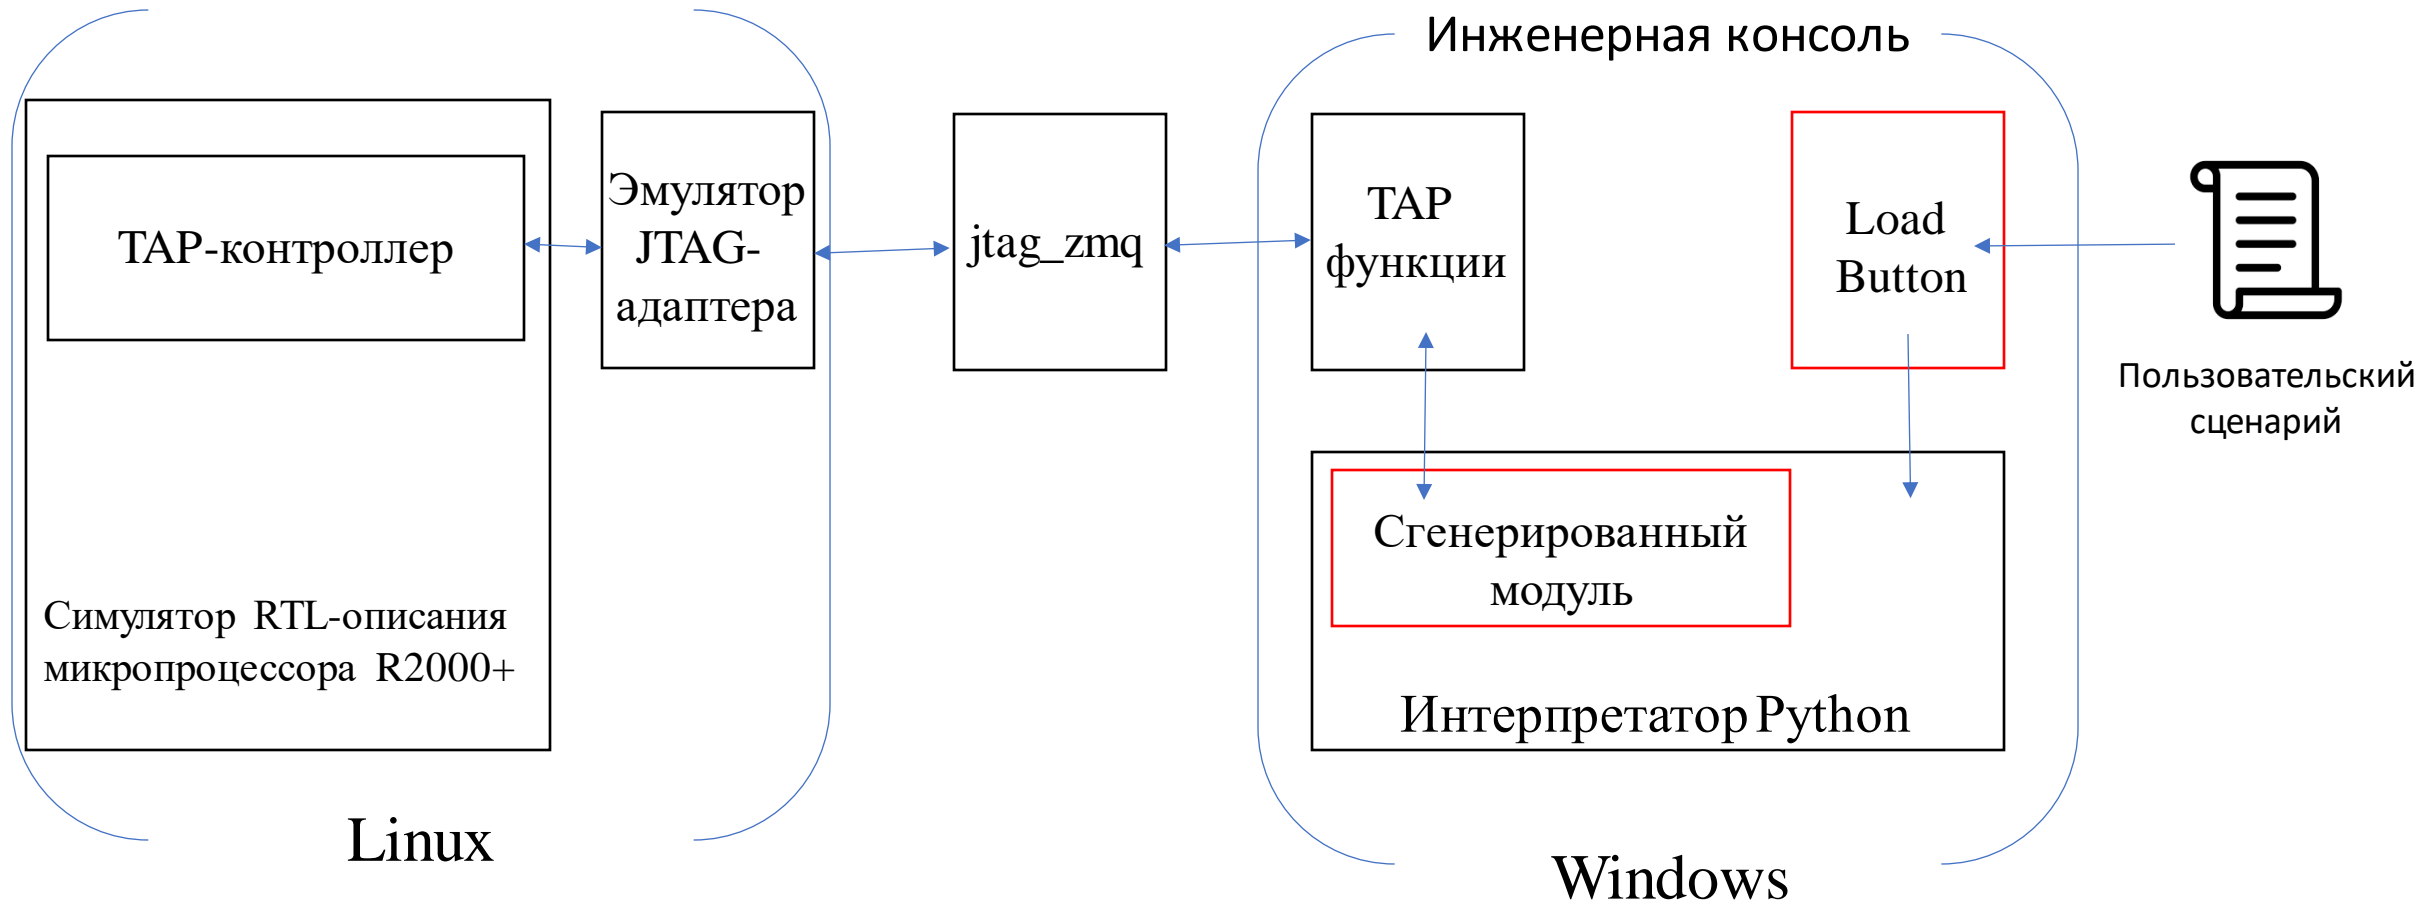 Инженерная консоль
TAP-контроллер
Эмулятор
JTAG-
адаптера
jtag_zmq
TAP
функции
Load
Button
Пользовательский
сценарий
Сгенерированный
модуль
Симулятор RTL-описания
микропроцессора R2000+
Интерпретатор Python
Linux
Windows